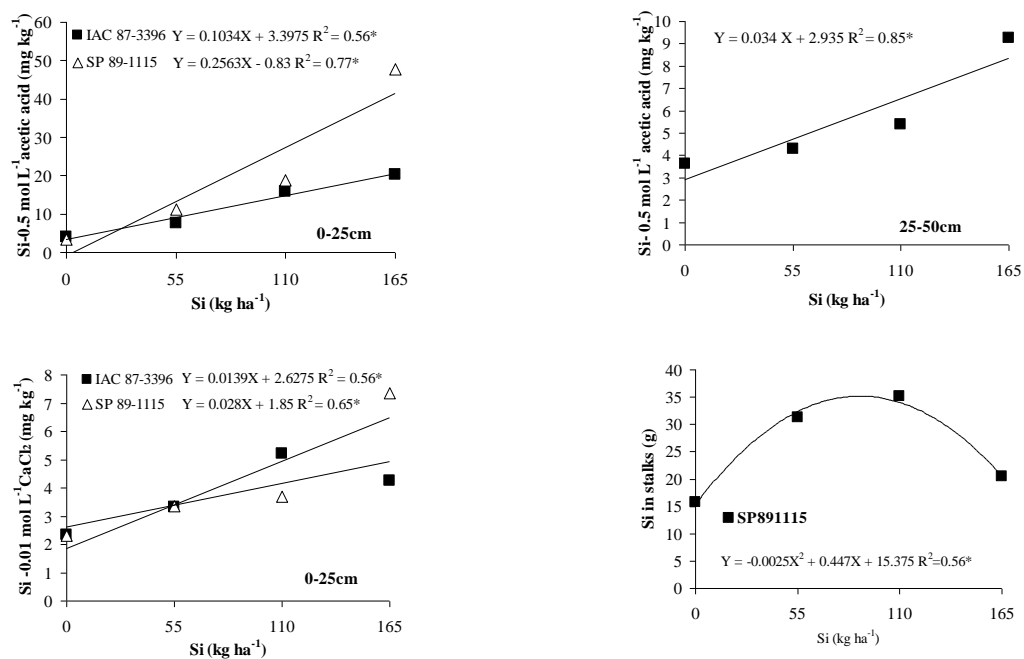 Si-0.5 mol L⁻¹ acetic acid (mg kg⁻¹)
60
50
40
30
20
10
0
■ IAC 87-3396 Y = 0.1034X + 3.3975 R² = 0.56*
△ SP 89-1115 Y = 0.2563X - 0.83 R² = 0.77*
0-25cm
0 55 110 165
Si (kg ha⁻¹)
Si- 0.5 mol L⁻¹ acetic acid (mg kg⁻¹)
10
9
8
7
6
5
4
3
2
1
0
Y = 0.034 X + 2.935 R² = 0.85*
25-50cm
0 55 110 165
Si (kg ha⁻¹)
Si -0.01 mol L⁻¹CaCl₂ (mg kg⁻¹)
8
7
6
5
4
3
2
1
0
■ IAC 87-3396 Y = 0.0139X + 2.6275 R² = 0.56*
△ SP 89-1115 Y = 0.028X + 1.85 R² = 0.65*
0-25cm
0 55 110 165
Si (kg ha⁻¹)
Si in stalks (g)
40
35
30
25
20
15
10
5
0
■ SP891115
Y = -0.0025X² + 0.447X + 15.375 R²=0.56*
0 55 110 165
Si (kg ha⁻¹)